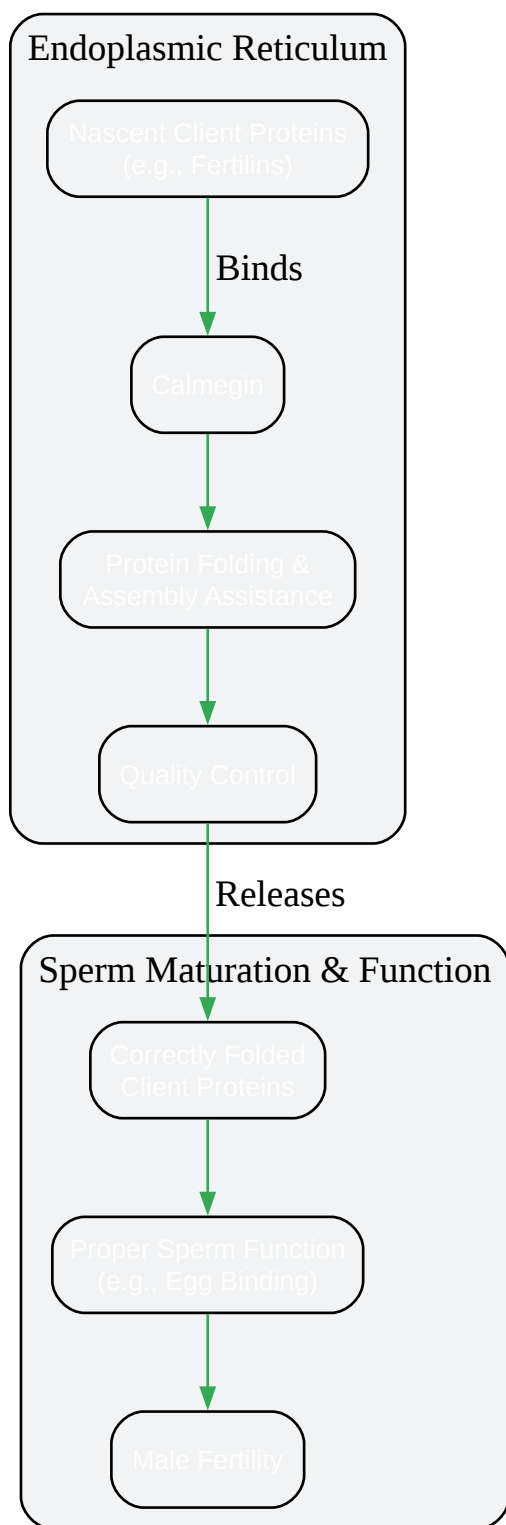 Endoplasmic Reticulum
Nascent Client Proteins
(e.g., Fertilins)
Binds
Calmegin
Protein Folding &
Assembly Assistance
Quality Control
Releases
Sperm Maturation & Function
Correctly Folded
Client Proteins
Proper Sperm Function
(e.g., Egg Binding)
Male Fertility